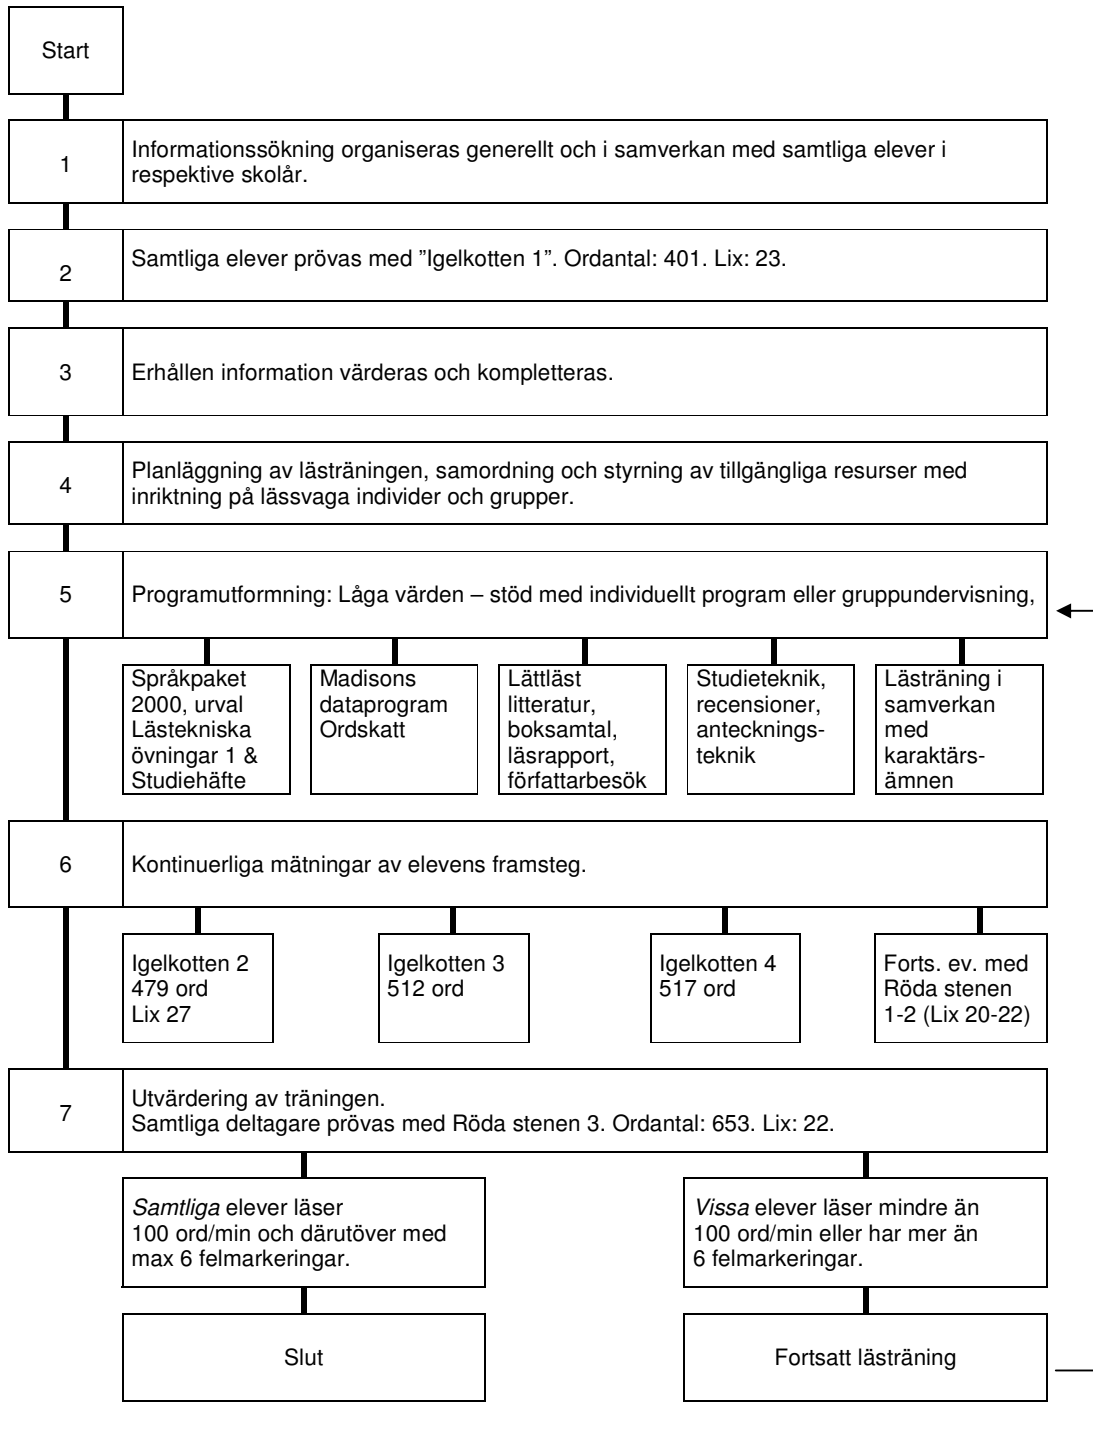 Start
1
Informationssökning organiseras generellt och i samverkan med samtliga elever i
respektive skolår.
2
Samtliga elever prövas med ”Igelkotten 1”. Ordantal: 401. Lix: 23.
3
Erhållen information värderas och kompletteras.
4
Planläggning av lästräningen, samordning och styrning av tillgängliga resurser med
inriktning på lässvaga individer och grupper.
5
Programutformning: Låga värden – stöd med individuellt program eller gruppundervisning,
Språkpaket
2000, urval
Lästekniska
övningar 1 &
Studiehäfte
Madisons
dataprogram
Ordskatt
Lättläst
litteratur,
boksamtal,
läsrapport,
författarbesök
Studieteknik,
recensioner,
antecknings-
teknik
Lästräning i
samverkan
med
karaktärs-
ämnen
6
Kontinuerliga mätningar av elevens framsteg.
Igelkotten 2
479 ord
Lix 27
Igelkotten 3
512 ord
Igelkotten 4
517 ord
Forts. ev. med
Röda stenen
1-2 (Lix 20-22)
7
Utvärdering av träningen.
Samtliga deltagare prövas med Röda stenen 3. Ordantal: 653. Lix: 22.
Samtliga elever läser
100 ord/min och därutöver med
max 6 felmarkeringar.
Vissa elever läser mindre än
100 ord/min eller har mer än
6 felmarkeringar.
Slut
Fortsatt lästräning